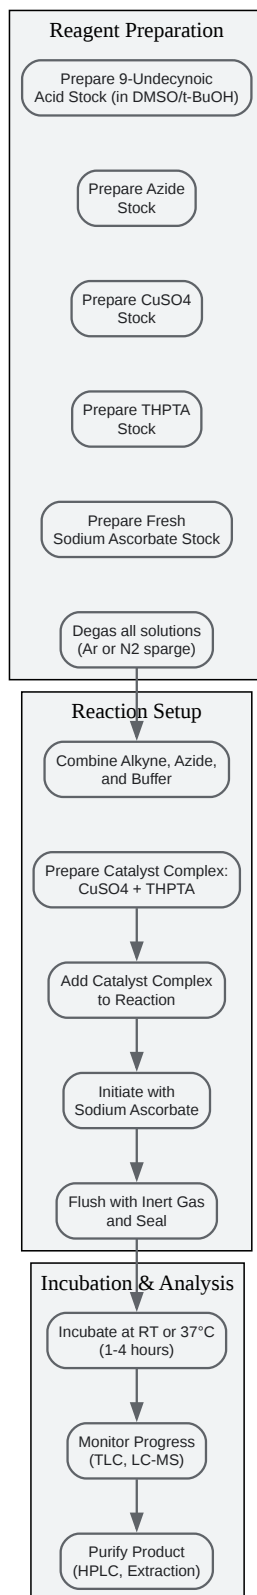 Reagent Preparation
Prepare 9-Undecynoic
Acid Stock (in DMSO/t-BuOH)
Prepare Azide
Stock
Prepare CuSO4
Stock
Prepare THPTA
Stock
Prepare Fresh
Sodium Ascorbate Stock
Degas all solutions
(Ar or N2 sparge)
Reaction Setup
Combine Alkyne, Azide,
and Buffer
Prepare Catalyst Complex:
CuSO4 + THPTA
Add Catalyst Complex
to Reaction
Initiate with
Sodium Ascorbate
Flush with Inert Gas
and Seal
Incubation & Analysis
Incubate at RT or 37°C
(1-4 hours)
Monitor Progress
(TLC, LC-MS)
Purify Product
(HPLC, Extraction)